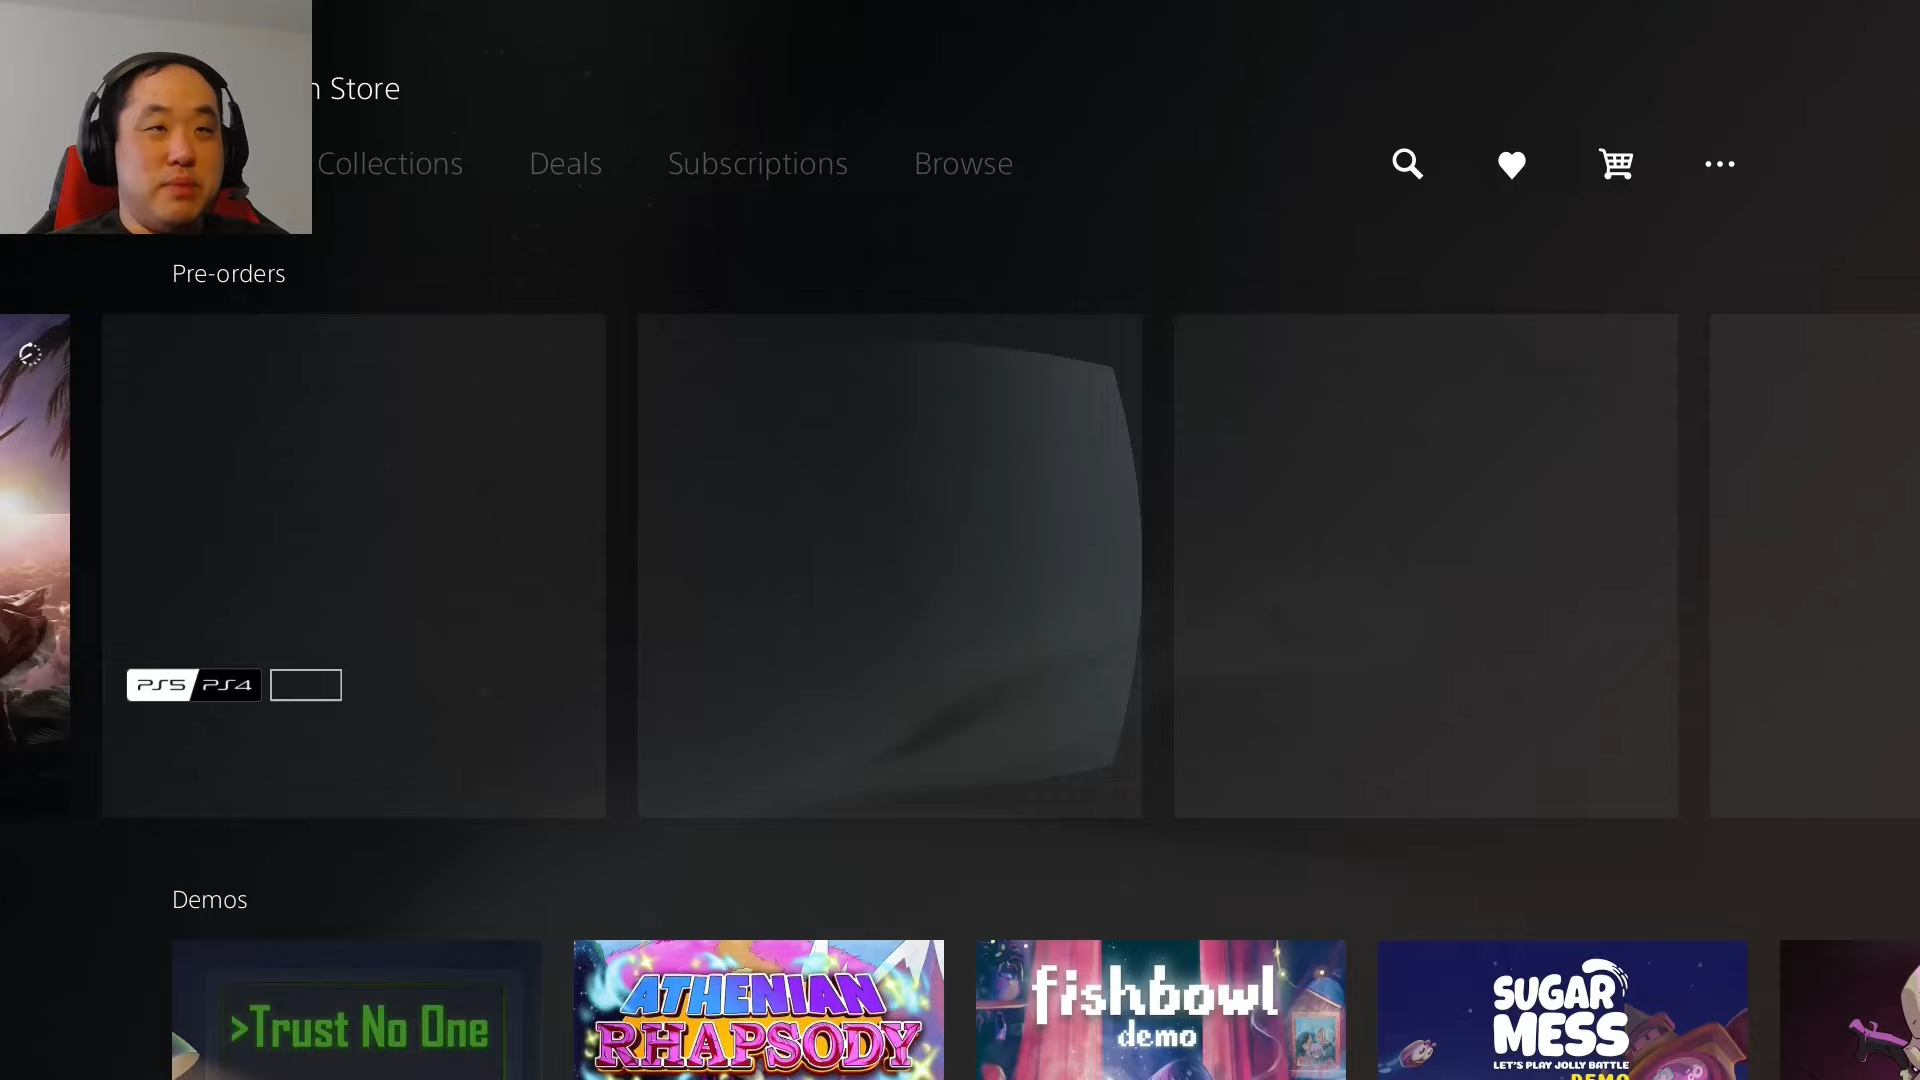 n Store
Collections Deals Subscriptions Browse
Pre-orders
PS5 PS4
Demos
>Trust No One
ATHENIAN
RHAPSODY
fishbowl
demo
SUGAR
MESS
LET'S PLAY JOLLY BATTLE
DEMO